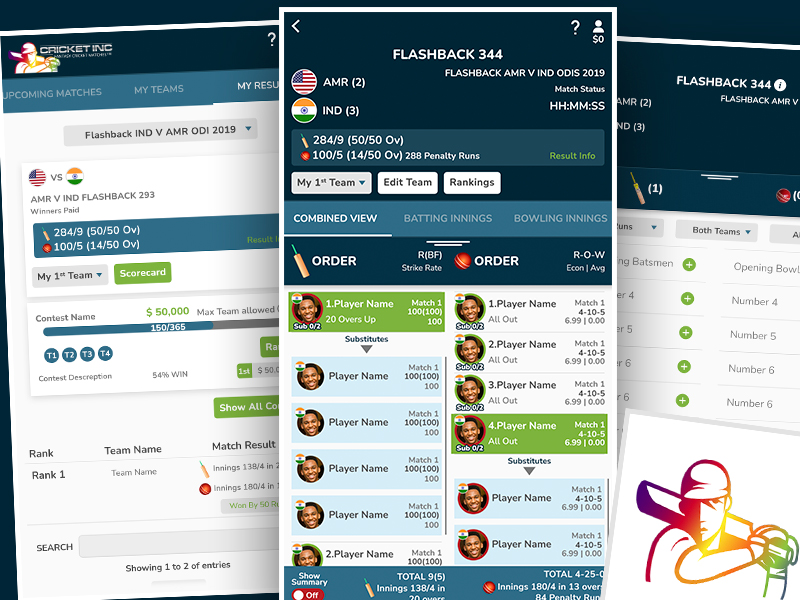 CRICKET INC
?
UPCOMING MATCHES
MY TEAMS
MY RESU
Flashback IND V AMR ODI 2019
VS
AMR V IND FLASHBACK 293
Winners Paid
284/9 (50/50 Ov)
100/5 (14/50 Ov)
Result In
My 1st Team
Scorecard
Contest Name
$ 50,000
Max Team allowed
150/365
T1 T2 T3 T4
Ra
Contest Descreption
54% WIN
1st
$ 50,0
Show All Co
Rank
Team Name
Match Result
Rank 1
Team Name
Innings 138/4 in 2
Innings 180/4 in 1
Won By 50 Ru
SEARCH
Showing 1 to 2 of entries
?
$0
FLASHBACK 344
AMR (2)
FLASHBACK AMR V IND ODIS 2019
Match Status
IND (3)
HH:MM:SS
284/9 (50/50 Ov)
100/5 (14/50 Ov) 288 Penalty Runs
Result Info
My 1st Team
Edit Team
Rankings
COMBINED VIEW
BATTING INNINGS
BOWLING INNINGS
ORDER
R(BF)
Strike Rate
ORDER
R-O-W
Econ | Avg
1.Player Name
Match 1
20 Overs Up
100(100)
100
Sub 0/2
Substitutes
Player Name
Match 1
100(100)
100
Player Name
Match 1
100(100)
100
Player Name
Match 1
100(100)
100
Player Name
Match 1
100(100)
100
2.Player Name
Match 1
100(100)
1.Player Name
Match 1
All Out
4-10-5
6.99 | 0.00
Sub 0/2
2.Player Name
Match 1
All Out
4-10-5
6.99 | 0.00
Sub 0/2
3.Player Name
Match 1
All Out
4-10-5
6.99 | 0.00
Sub 0/2
4.Player Name
Match 1
All Out
4-10-5
6.99 | 0.00
Sub 0/2
Substitutes
Player Name
Match 1
4-10-5
6.99 | 0.00
Player Name
Match 1
4-10-5
6.99 | 0.00
Show
Summary
Off
TOTAL 9(5)
Innings 138/4 in
20 overs
TOTAL 4-25-0
Innings 180/4 in 13 overs
84 Penalty Run
FLASHBACK 344
i
AMR (2)
FLASHBACK AMR V
ND (3)
(1)
(0
Runs
Both Teams
Al
ng Batsmen
Opening Bowl
er 4
Number 4
er 5
Number 5
er 6
Number 6
er 6
Number 6